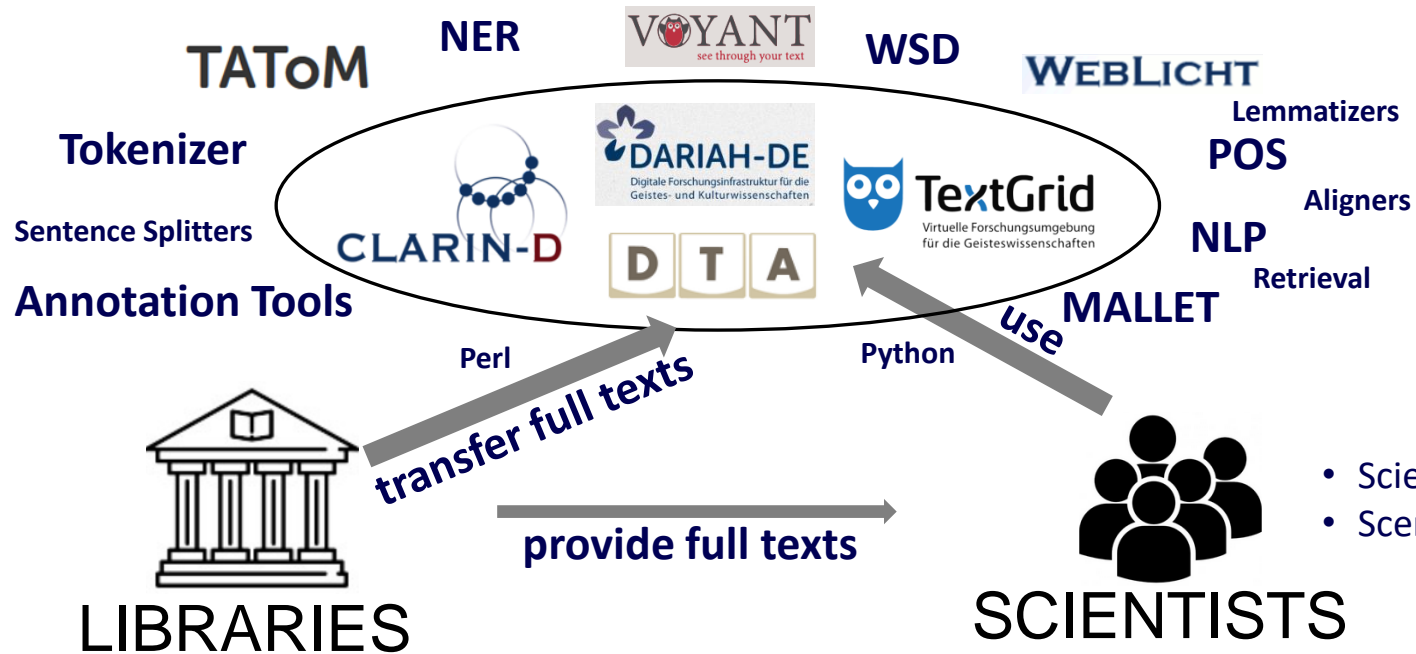 NER
VOYANT
see through your text
WSD
TAToM
WEBLICHT
Lemmatizers
Tokenizer
DARIAH-DE
Digitale Forschungsinfrastruktur für die
Geistes- und Kulturwissenschaften
POS
TextGrid
Virtuelle Forschungsumgebung
für die Geisteswissenschaften
Aligners
Sentence Splitters
CLARIN-D
NLP
DTA
Retrieval
Annotation Tools
MALLET
use
Perl
Python
transfer full texts
provide full texts
• Scie
• Scer
LIBRARIES
SCIENTISTS